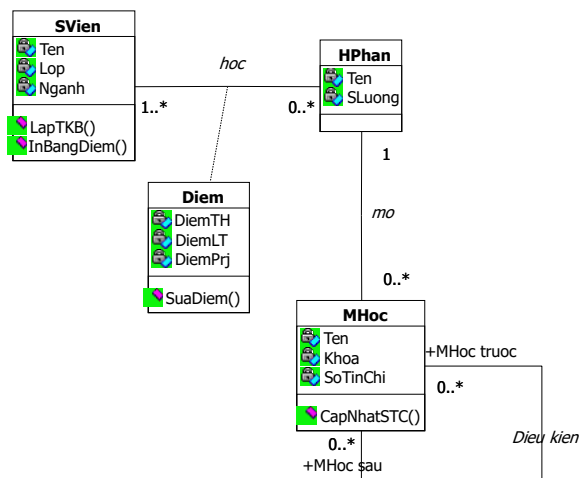 SVien
Ten
Lop
Nganh
LapTKB()
InBangDiem()
hoc
1..*
0..*
HPhan
Ten
SLuong
1
mo
0..*
Diem
DiemTH
DiemLT
DiemPrj
SuaDiem()
MHoc
Ten
Khoa
SoTinChi
CapNhatSTC()
+MHoc truoc
0..*
Dieu kien
0..*
+MHoc sau